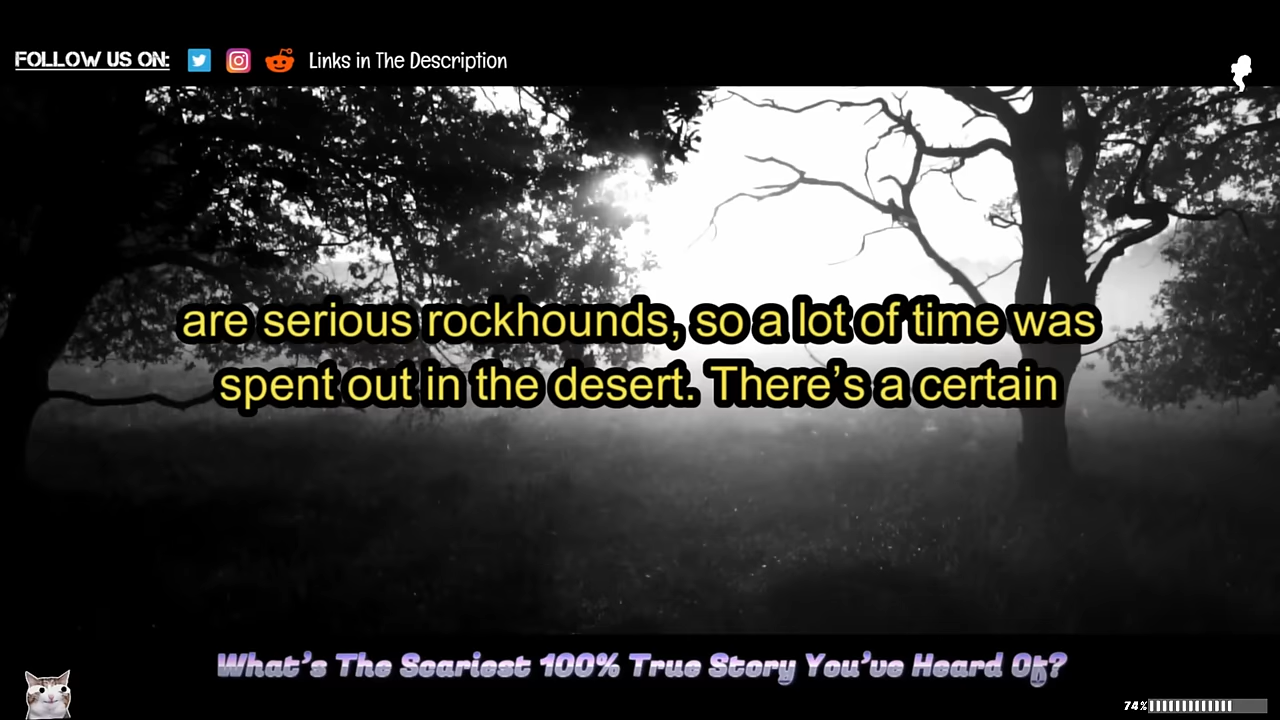 FOLLOW US ON: Links in The Description
are serious rockhounds, so a lot of time was
spent out in the desert. There's a certain
What's The Scariest 100% True Story You've Heard Of?
74%